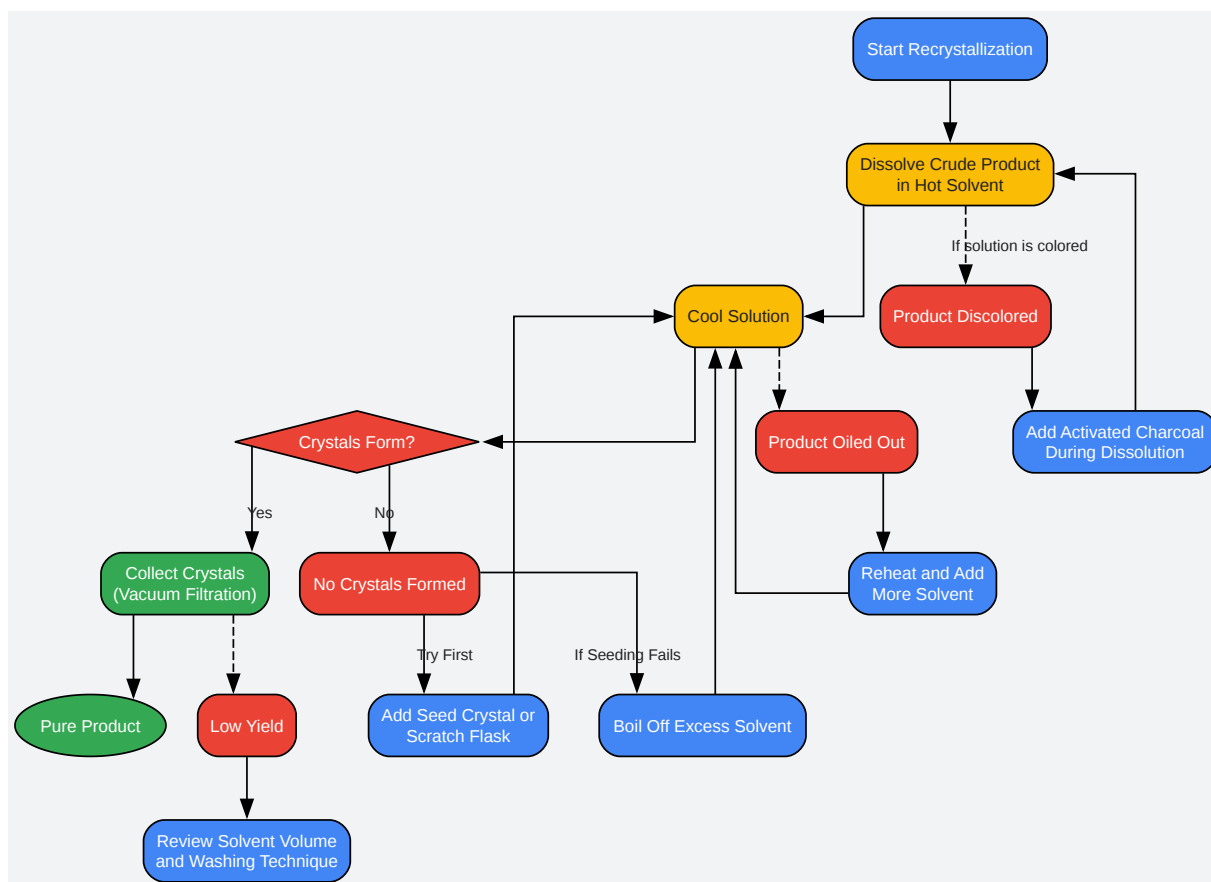 Start Recrystallization
Dissolve Crude Product
in Hot Solvent
If solution is colored
Cool Solution
Product Discolored
Crystals Form?
Product Oiled Out
Add Activated Charcoal
During Dissolution
Yes
No
Collect Crystals
(Vacuum Filtration)
No Crystals Formed
Reheat and Add
More Solvent
Try First
If Seeding Fails
Pure Product
Low Yield
Add Seed Crystal or
Scratch Flask
Boil Off Excess Solvent
Review Solvent Volume
and Washing Technique